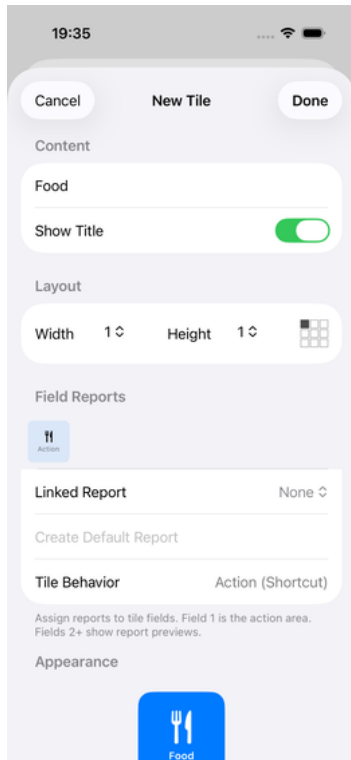 19:35
Cancel
New Tile
Done
Content
Food
Show Title
Layout
Width 1 Height 1
Field Reports
Action
Linked Report None
Create Default Report
Tile Behavior Action (Shortcut)
Assign reports to tile fields. Field 1 is the action area.
Fields 2+ show report previews.
Appearance
Food